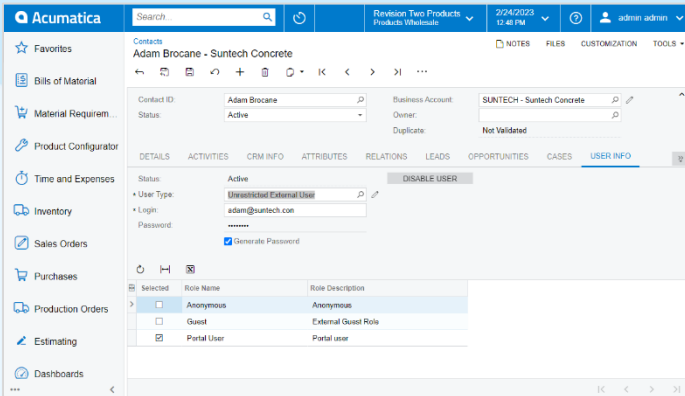 Acumatica
Search...
Revision Two Products
Products Wholesale
2/24/2023
12:46 PM
admin admin
Favorites
Bills of Material
Material Requirem...
Product Configurator
Time and Expenses
Inventory
Sales Orders
Purchases
Production Orders
Estimating
Dashboards
Contacts
Adam Brocane - Suntech Concrete
NOTES FILES CUSTOMIZATION TOOLS
Contact ID: Adam Brocane
Status: Active
Business Account: SUNTECH - Suntech Concrete
Owner:
Duplicate: Not Validated
DETAILS ACTIVITIES CRM INFO ATTRIBUTES RELATIONS LEADS OPPORTUNITIES CASES USER INFO
Status: Active DISABLE USER
* User Type: Unrestricted External User
* Login: adam@suntech.con
Password: ••••••••
Generate Password
Selected Role Name Role Description
Anonymous Anonymous
Guest External Guest Role
Portal User Portal user